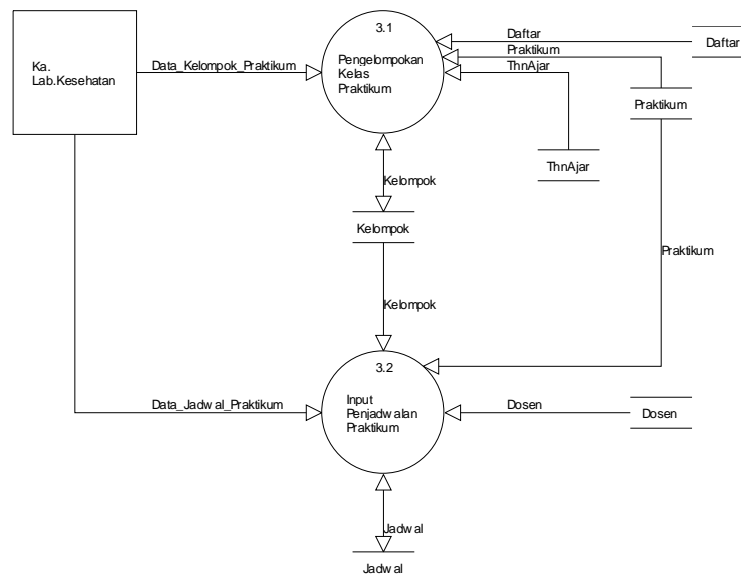 3.1
Pengelompokan
Kelas
Praktikum
Ka.
Lab.Kesehatan
Data_Kelompok_Praktikum
Daftar
Daftar
Praktikum
ThnAjar
Praktikum
ThnAjar
Kelompok
Kelompok
Praktikum
Kelompok
3.2
Input
Penjadwalan
Praktikum
Data_Jadwal_Praktikum
Dosen
Dosen
Jadwal
Jadwal